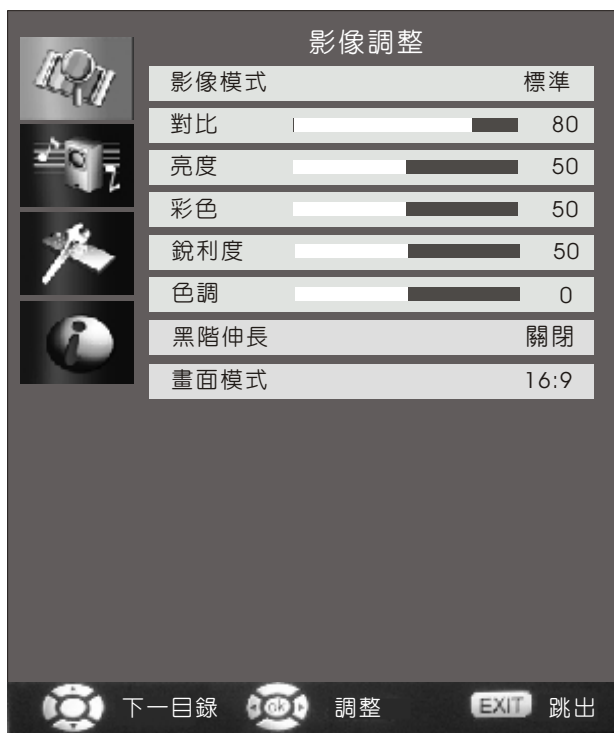 影像調整
影像模式 標準
對比 80
亮度 50
彩色 50
銳利度 50
色調 0
黑階伸長 關閉
畫面模式 16:9
下一目錄 ok 調整 EXIT 跳出